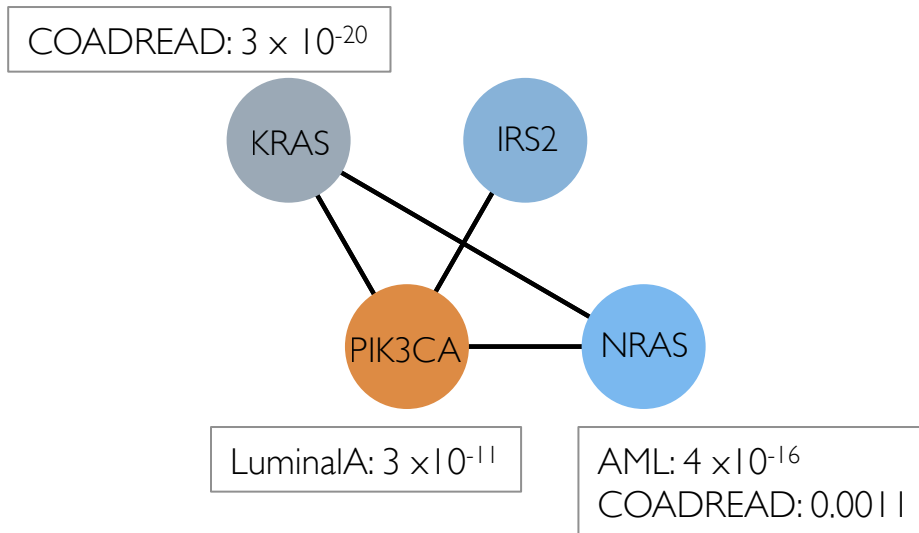 COADREAD: 3 x 10⁻²⁰
KRAS
IRS2
PIK3CA
NRAS
LuminalA: 3 x10⁻¹¹
AML: 4 x10⁻¹⁶
COADREAD: 0.0011